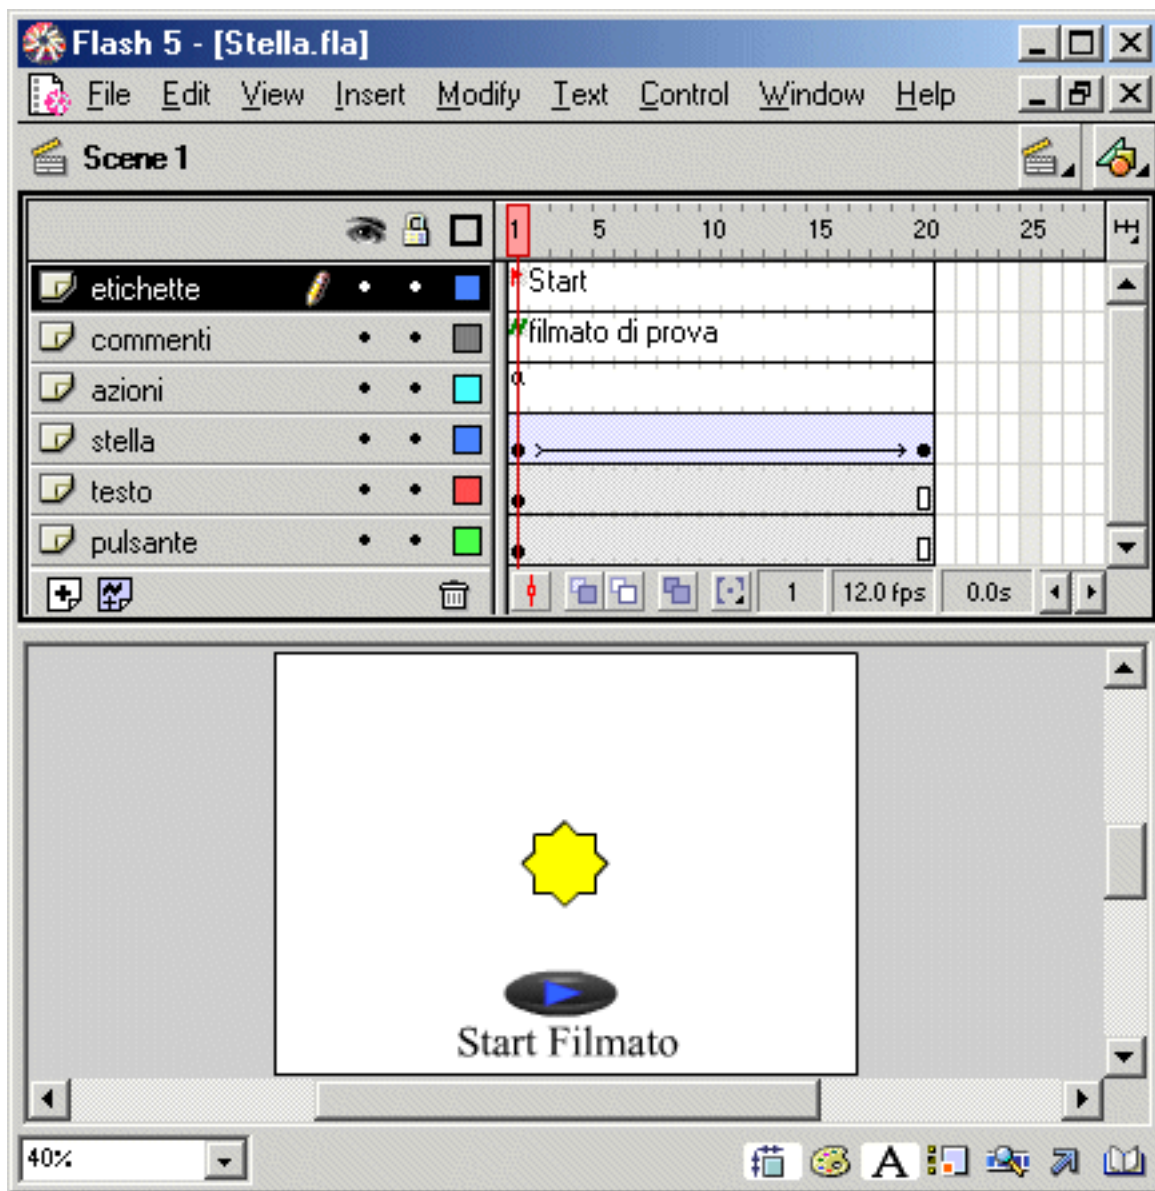 Flash 5 - [Stella.fla]
File Edit View Insert Modify Text Control Window Help
Scene 1
1 5 10 15 20 25
etichette Start
commenti filmato di prova
azioni a
stella
testo
pulsante
1 12.0 fps 0.0s
Start Filmato
40%
A